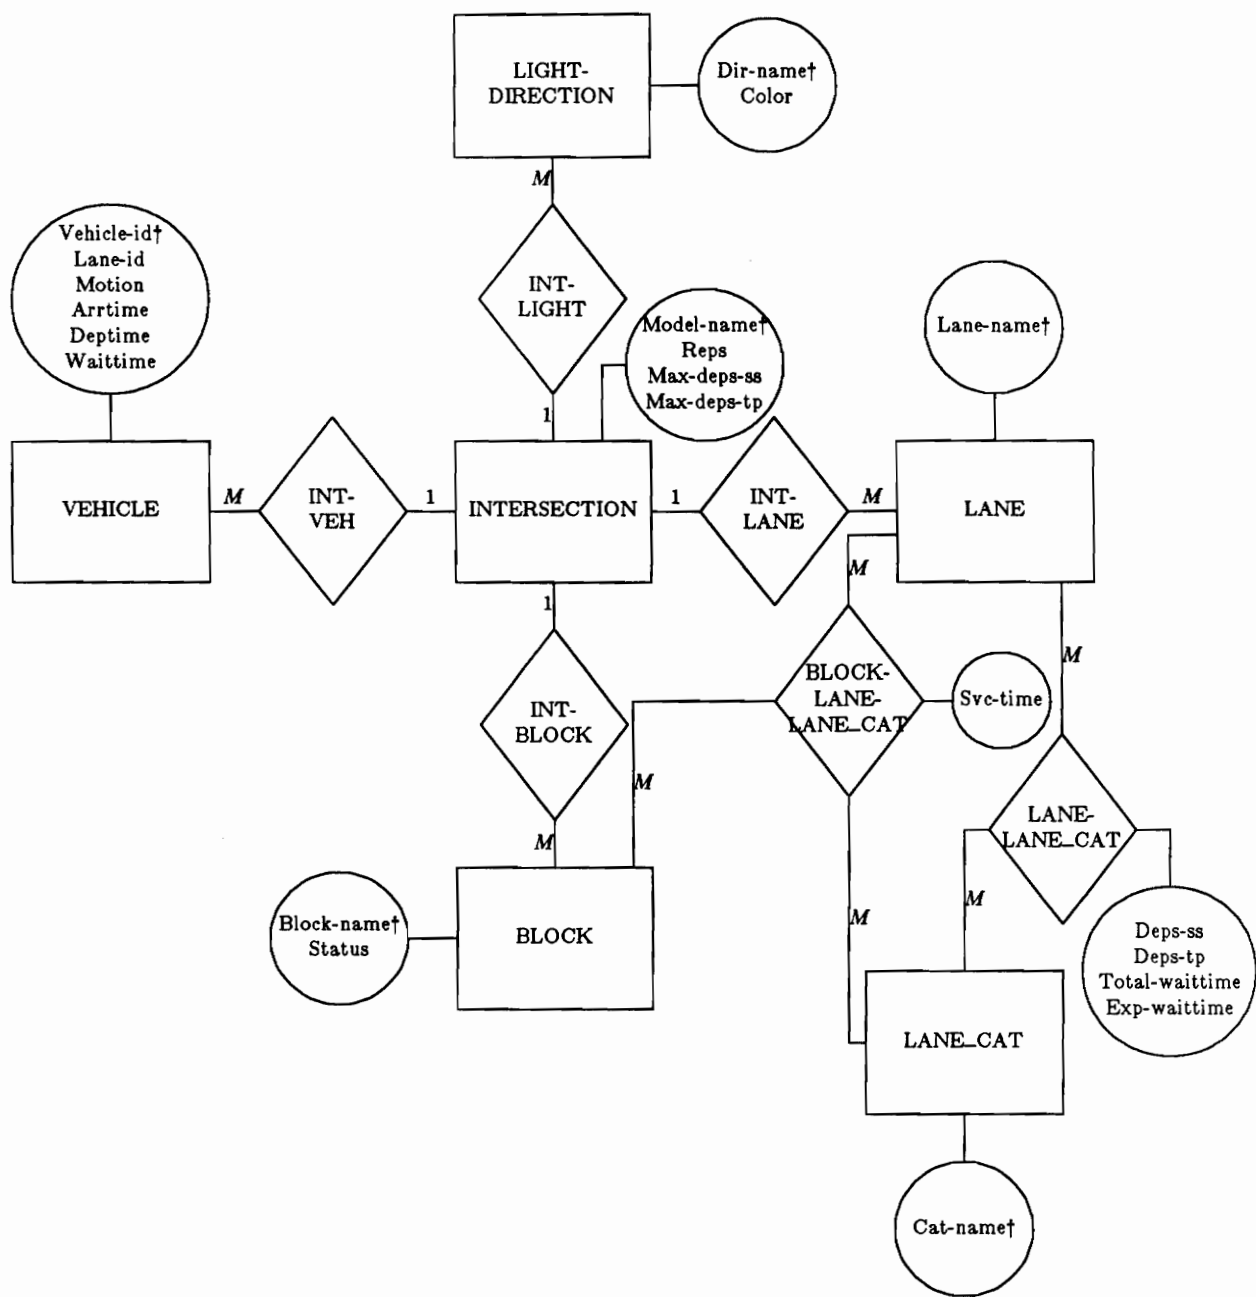 LIGHT-
DIRECTION
Dir-name†
Color
M
Vehicle-id†
Lane-id
Motion
Arrtime
Deptime
Waittime
INT-
LIGHT
Model-name†
Reps
Max-deps-ss
Max-deps-tp
Lane-name†
1
VEHICLE
M
INT-
VEH
1
INTERSECTION
1
INT-
LANE
M
LANE
1
M
INT-
BLOCK
BLOCK-
LANE-
LANE_CAT
Svc-time
M
M
M
LANE-
LANE_CAT
Block-name†
Status
BLOCK
M
M
Deps-ss
Deps-tp
Total-waittime
Exp-waittime
LANE_CAT
Cat-name†